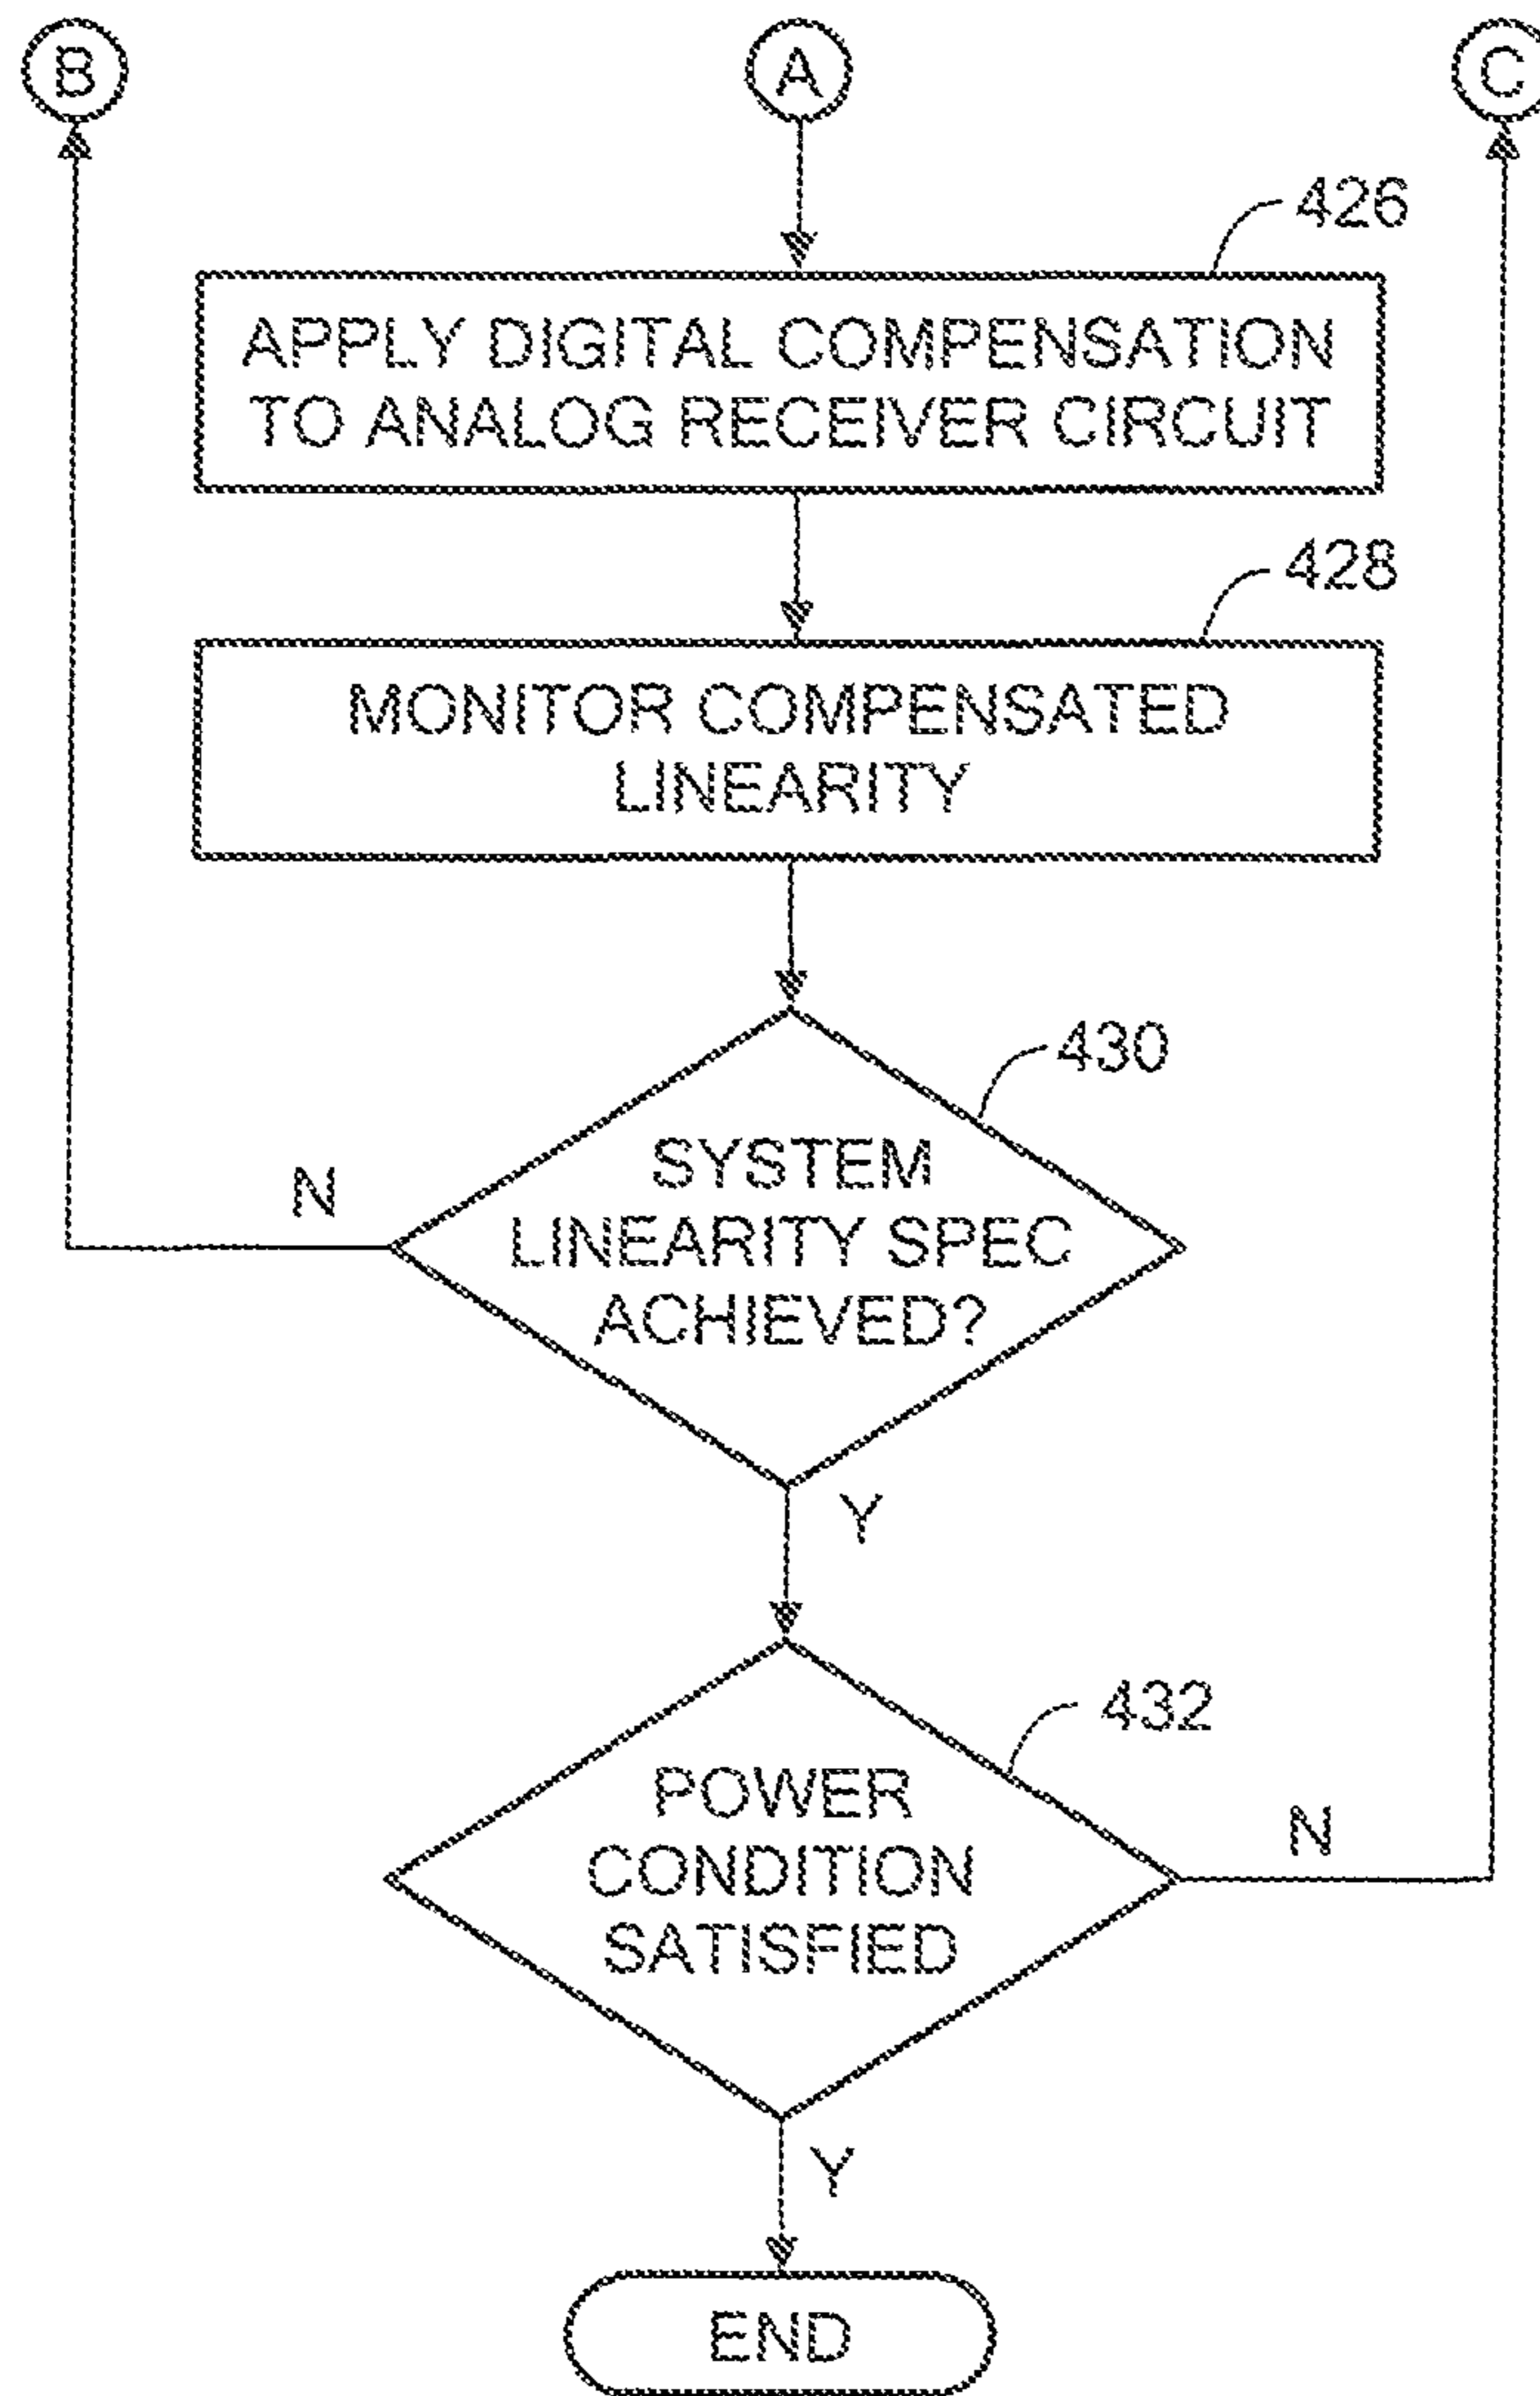 B
A
C
426
APPLY DIGITAL COMPENSATION
TO ANALOG RECEIVER CIRCUIT
428
MONITOR COMPENSATED
LINEARITY
430
SYSTEM
LINEARITY SPEC
ACHIEVED?
N
Y
432
POWER
CONDITION
SATISFIED
N
Y
END